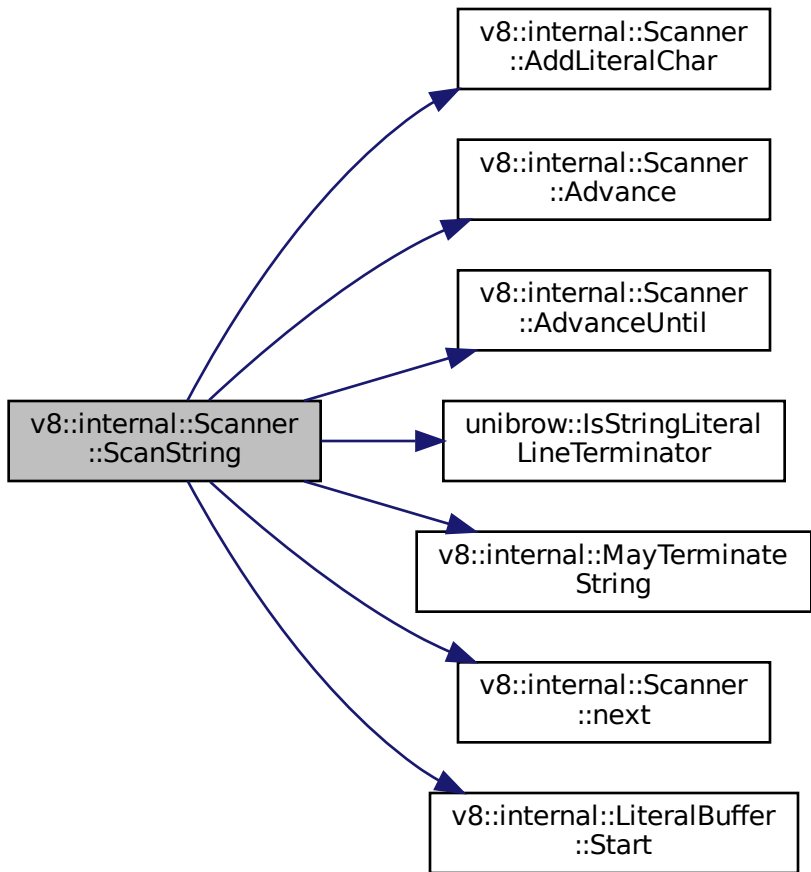 v8::internal::Scanner
::AddLiteralChar
v8::internal::Scanner
::Advance
v8::internal::Scanner
::AdvanceUntil
v8::internal::Scanner
::ScanString
unibrow::IsStringLiteral
LineTerminator
v8::internal::MayTerminate
String
v8::internal::Scanner
::next
v8::internal::LiteralBuffer
::Start